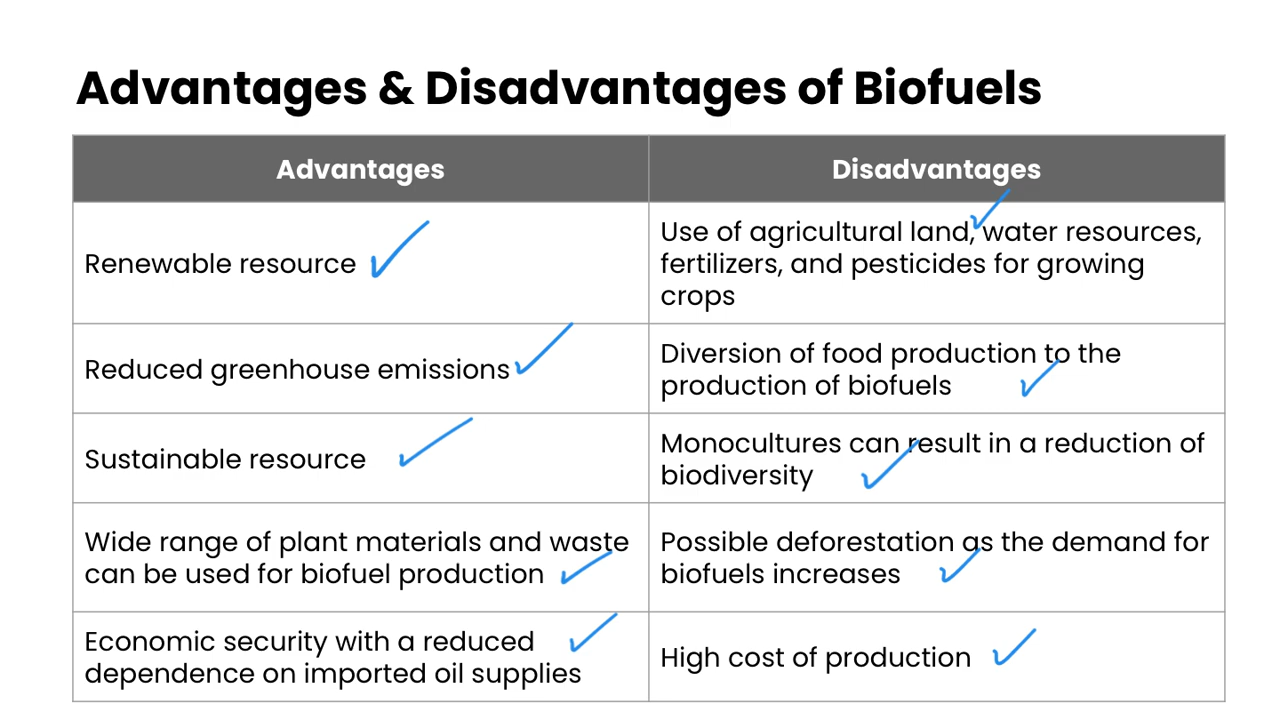 Advantages & Disadvantages of Biofuels
Advantages
Disadvantages
Renewable resource
Use of agricultural land, water resources,
fertilizers, and pesticides for growing
crops
Reduced greenhouse emissions
Diversion of food production to the
production of biofuels
Sustainable resource
Monocultures can result in a reduction of
biodiversity
Wide range of plant materials and waste
can be used for biofuel production
Possible deforestation as the demand for
biofuels increases
Economic security with a reduced
dependence on imported oil supplies
High cost of production